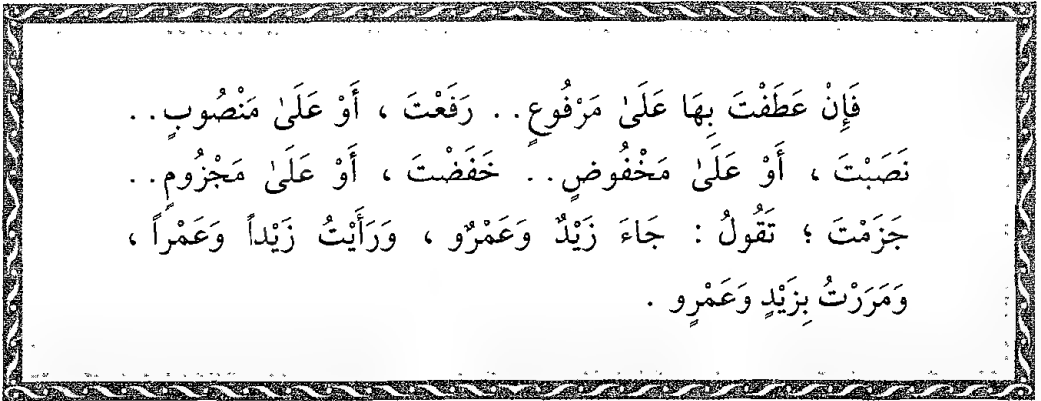 فَإِنْ عَطَفْتَ بِهَا عَلَىٰ مَرْفُوعٍ.. رَفَعْتَ ، أَوْ عَلَىٰ مَنْصُوبٍ..
نَصَبْتَ ، أَوْ عَلَىٰ مَخْفُوضٍ.. خَفَضْتَ ، أَوْ عَلَىٰ مَجْزُومٍ..
جَزَمْتَ ؛ تَقُولُ : جَاءَ زَيْدٌ وَعَمْرٌو ، وَرَأَيْتُ زَيْداً وَعَمْراً ،
وَمَرَرْتُ بِزَيْدٍ وَعَمْرٍو .